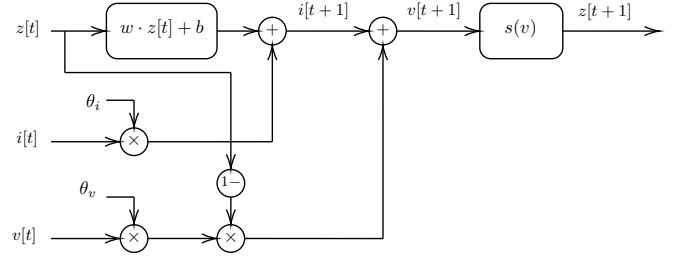 z[t] w · z[t] + b + i[t+1] + v[t+1] s(v) z[t+1]
θ_i
i[t] ×
1−
θ_v
v[t] × ×